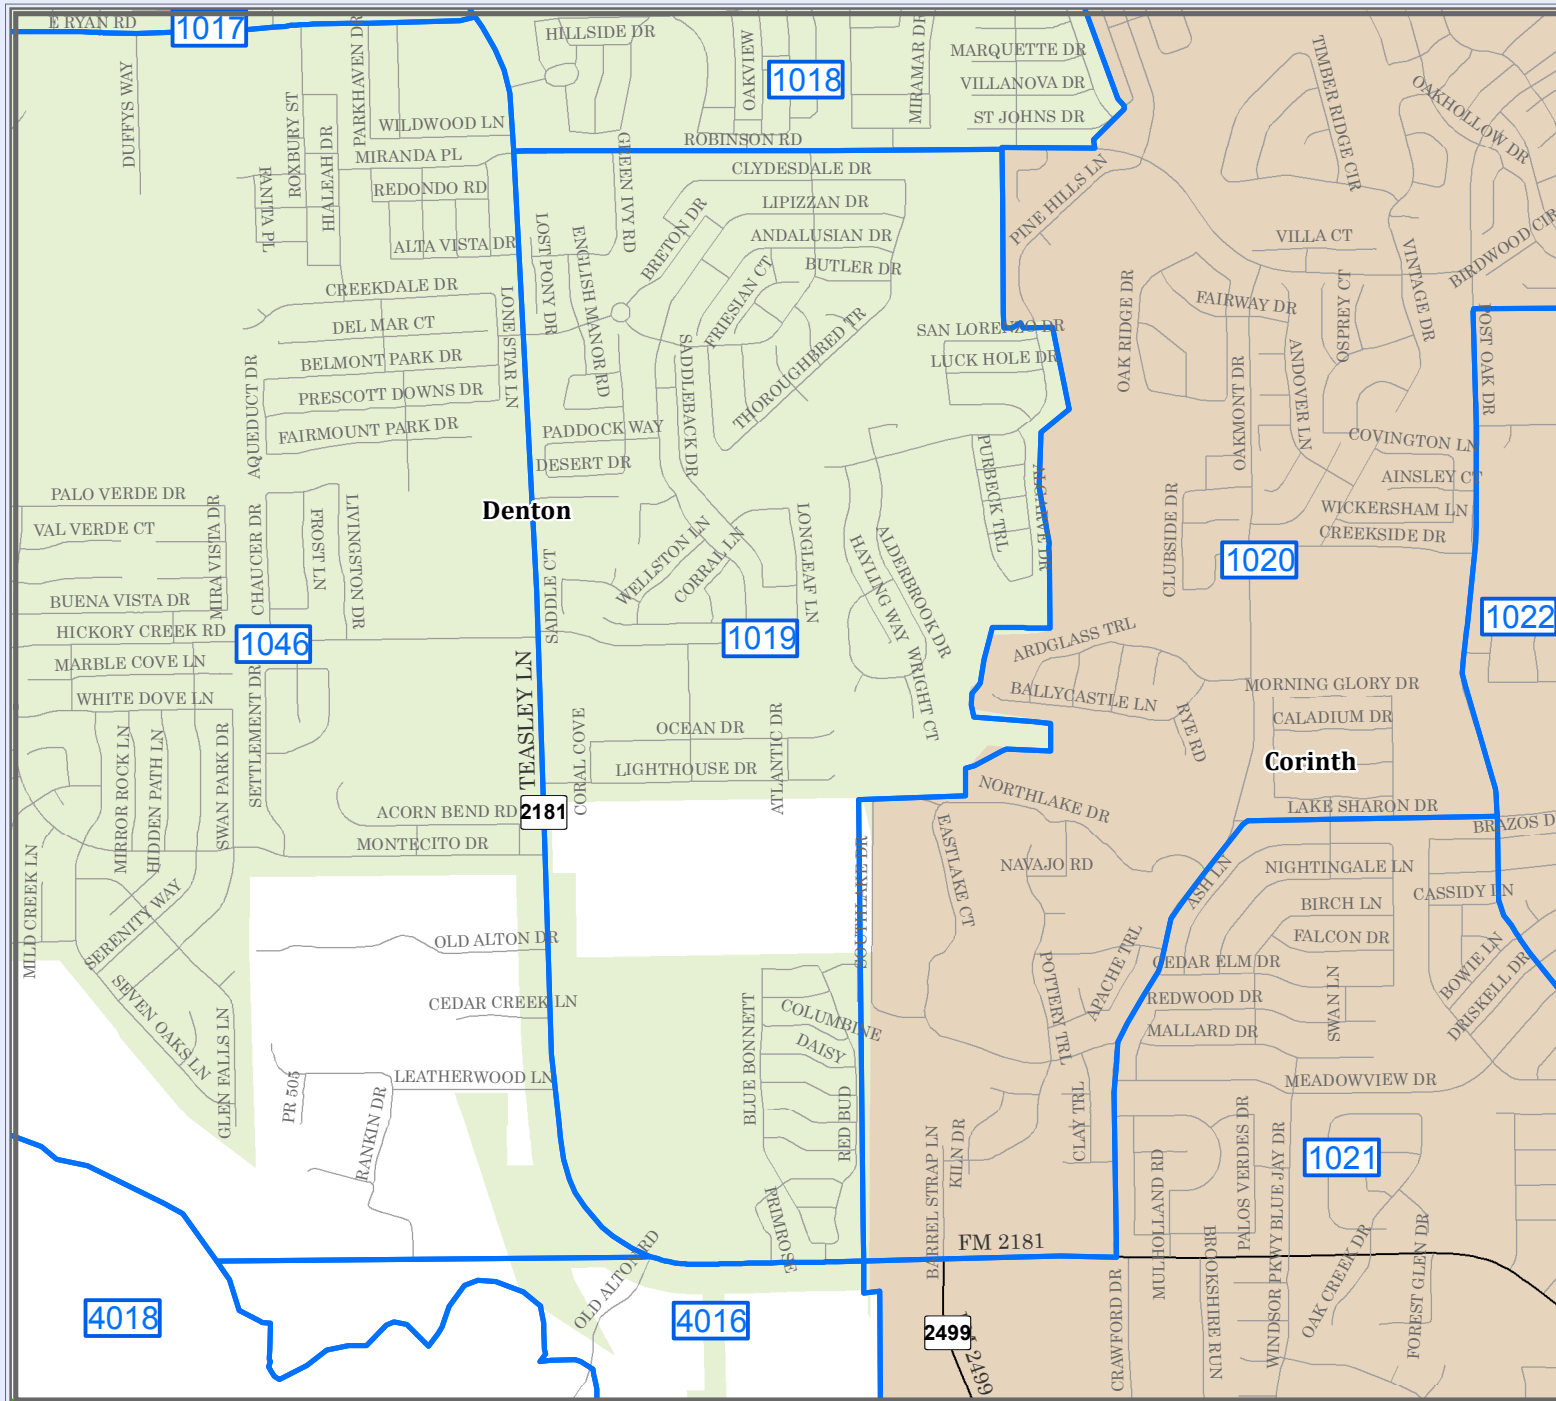 E RYAN RD
1017
HILLSIDE DR
1018
OAKVIEW
MIRAMAR DR
MARQUETTE DR
VILLANOVA DR
ST JOHNS DR
TIMBER RIDGE CIR
OAKHOLLOW DR
DUFFYS WAY
ROXBURY ST
PARKHAVEN DR
HIALEAH DR
WILDWOOD LN
FANITA PL
MIRANDA PL
REDONDO RD
ALTA VISTA DR
ROBINSON RD
GREEN IVY RD
CLYDESDALE DR
LIPIZZAN DR
ANDALUSIAN DR
BUTLER DR
BRETON DR
FRIESIAN CT
THOROUGHBRED TR
PINE HILLS LN
VILLA CT
VINTAGE DR
BIRDWOOD CIR
LOST PONY DR
ENGLISH MANOR RD
SADDLEBACK DR
CREEKDALE DR
DEL MAR CT
BELMONT PARK DR
PRESCOTT DOWNS DR
FAIRMOUNT PARK DR
LONESTAR LN
AQUEDUCT DR
SAN LORENZO DR
LUCK HOLE DR
OAK RIDGE DR
FAIRWAY DR
OSPREY CT
ANDOVER LN
OAKMONT DR
POST OAK DR
PADDOCK WAY
DESERT DR
PURBECK TRL
ALGARVE DR
COVINGTON LN
AINSLEY CT
WICKERSHAM LN
CREEKSIDE DR
CLUBSIDE DR
1020
1022
PALO VERDE DR
VAL VERDE CT
MIRA VISTA DR
BUENA VISTA DR
HICKORY CREEK RD
MARBLE COVE LN
WHITE DOVE LN
CHAUCER DR
FROST LN
LIVINGSTON DR
1046
Denton
SADDLE CT
WELLSTON LN
CORRAL LN
LONGLEAF LN
1019
HAYLING WAY
ALDERBROOK DR
WRIGHT CT
ARDGLASS TRL
BALLYCASTLE LN
RYE RD
MORNING GLORY DR
CALADIUM DR
Corinth
LAKE SHARON DR
BRAZOS D
TEASLEY LN
2181
CORAL COVE
OCEAN DR
LIGHTHOUSE DR
ATLANTIC DR
SETTLEMENT DR
SWAN PARK DR
HIDDEN PATH LN
MIRROR ROCK LN
ACORN BEND RD
MONTECITO DR
MILD CREEK LN
SERENITY WAY
SEVEN OAKS LN
GLEN FALLS LN
OLD ALTON DR
CEDAR CREEK LN
LEATHERWOOD LN
PR 505
RANKIN DR
SOUTHLAKE DR
EASTLAKE CT
NORTHLAKE DR
NAVAJO RD
ASH LN
NIGHTINGALE LN
CASSIDY LN
BIRCH LN
FALCON DR
CEDAR ELM DR
REDWOOD DR
MALLARD DR
SWAN LN
BOWIE LN
DRISKELL DR
MEADOWVIEW DR
POTTERY TRL
APACHE TRL
CLAY TRL
BLUE BONNETT
COLUMBINE
DAISY
RED BUD
PRIMROSE
BARREL STRAP LN
KILN DR
1021
MULHOLLAND RD
PALOS VERDES DR
BLUE JAY DR
WINDSOR PKWY
BROOKSHIRE RUN
OAK CREEK DR
FOREST GLEN DR
CRAWFORD DR
FM 2181
OLD ALTON RD
4018
4016
2499
2499